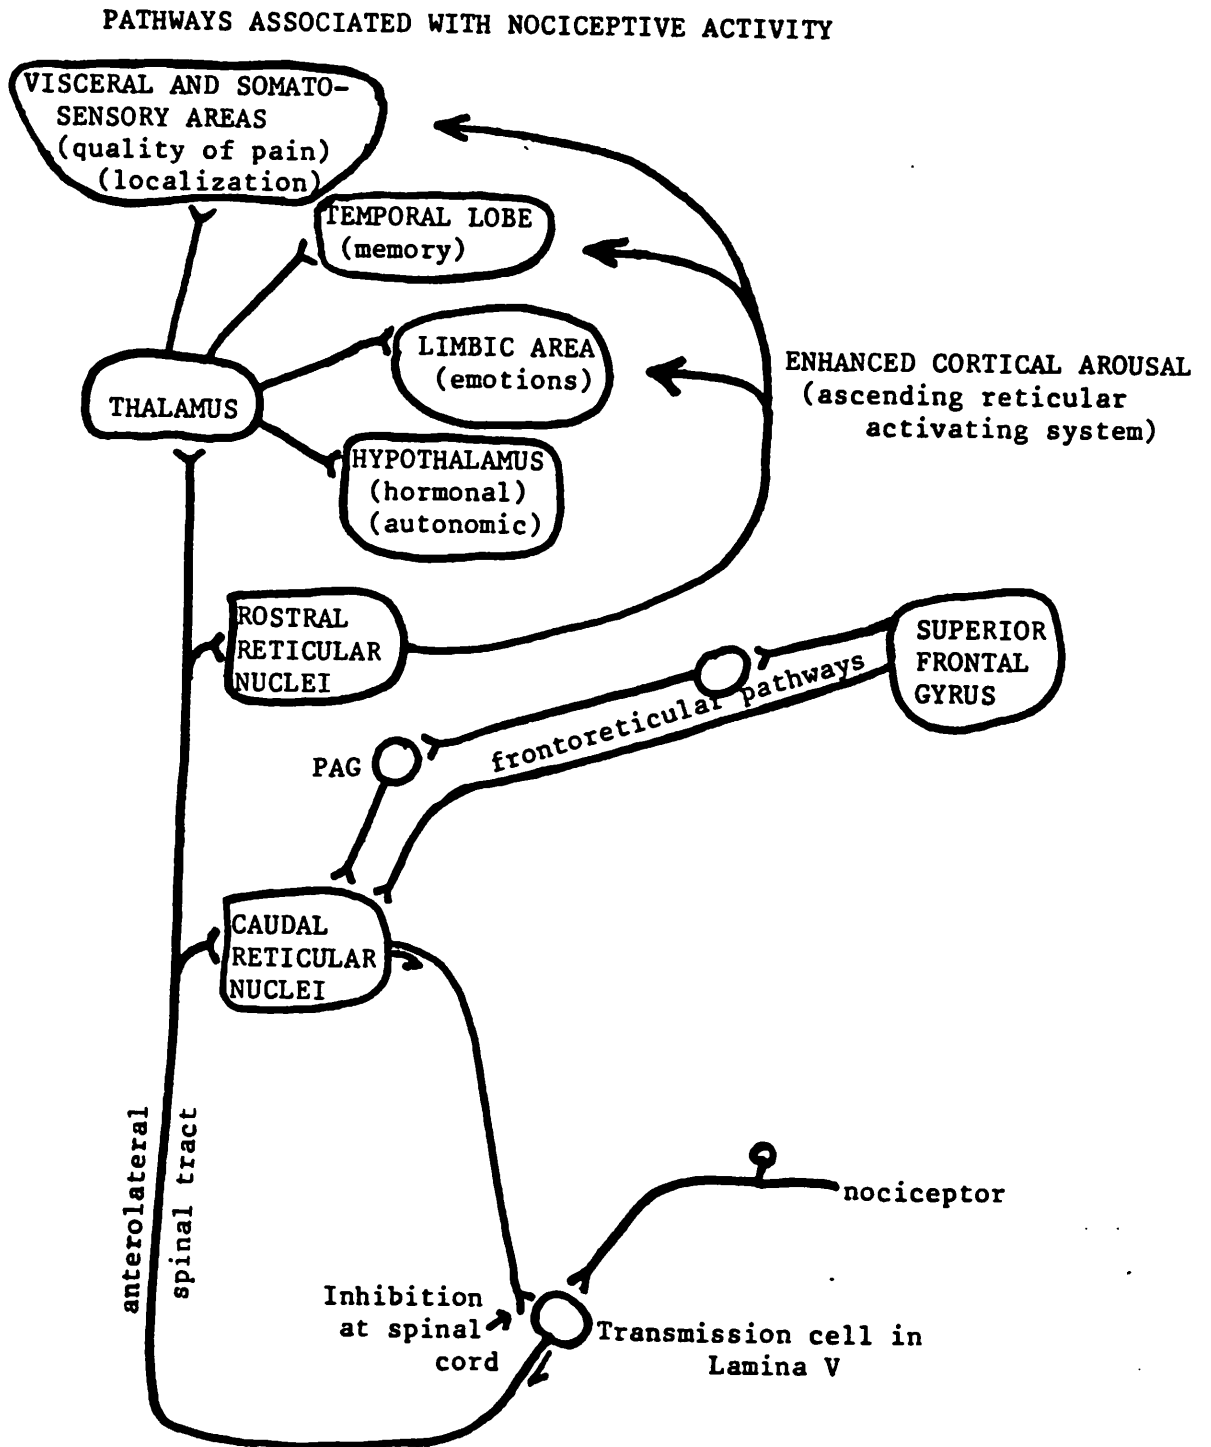 PATHWAYS ASSOCIATED WITH NOCICEPTIVE ACTIVITY
VISCERAL AND SOMATO-
SENSORY AREAS
(quality of pain)
(localization)
TEMPORAL LOBE
(memory)
LIMBIC AREA
(emotions)
ENHANCED CORTICAL AROUSAL
(ascending reticular
activating system)
THALAMUS
HYPOTHALAMUS
(hormonal)
(autonomic)
ROSTRAL
RETICULAR
NUCLEI
SUPERIOR
FRONTAL
GYRUS
frontoreticular pathways
PAG
CAUDAL
RETICULAR
NUCLEI
anterolateral
spinal tract
nociceptor
Inhibition
at spinal
cord
Transmission cell in
Lamina V